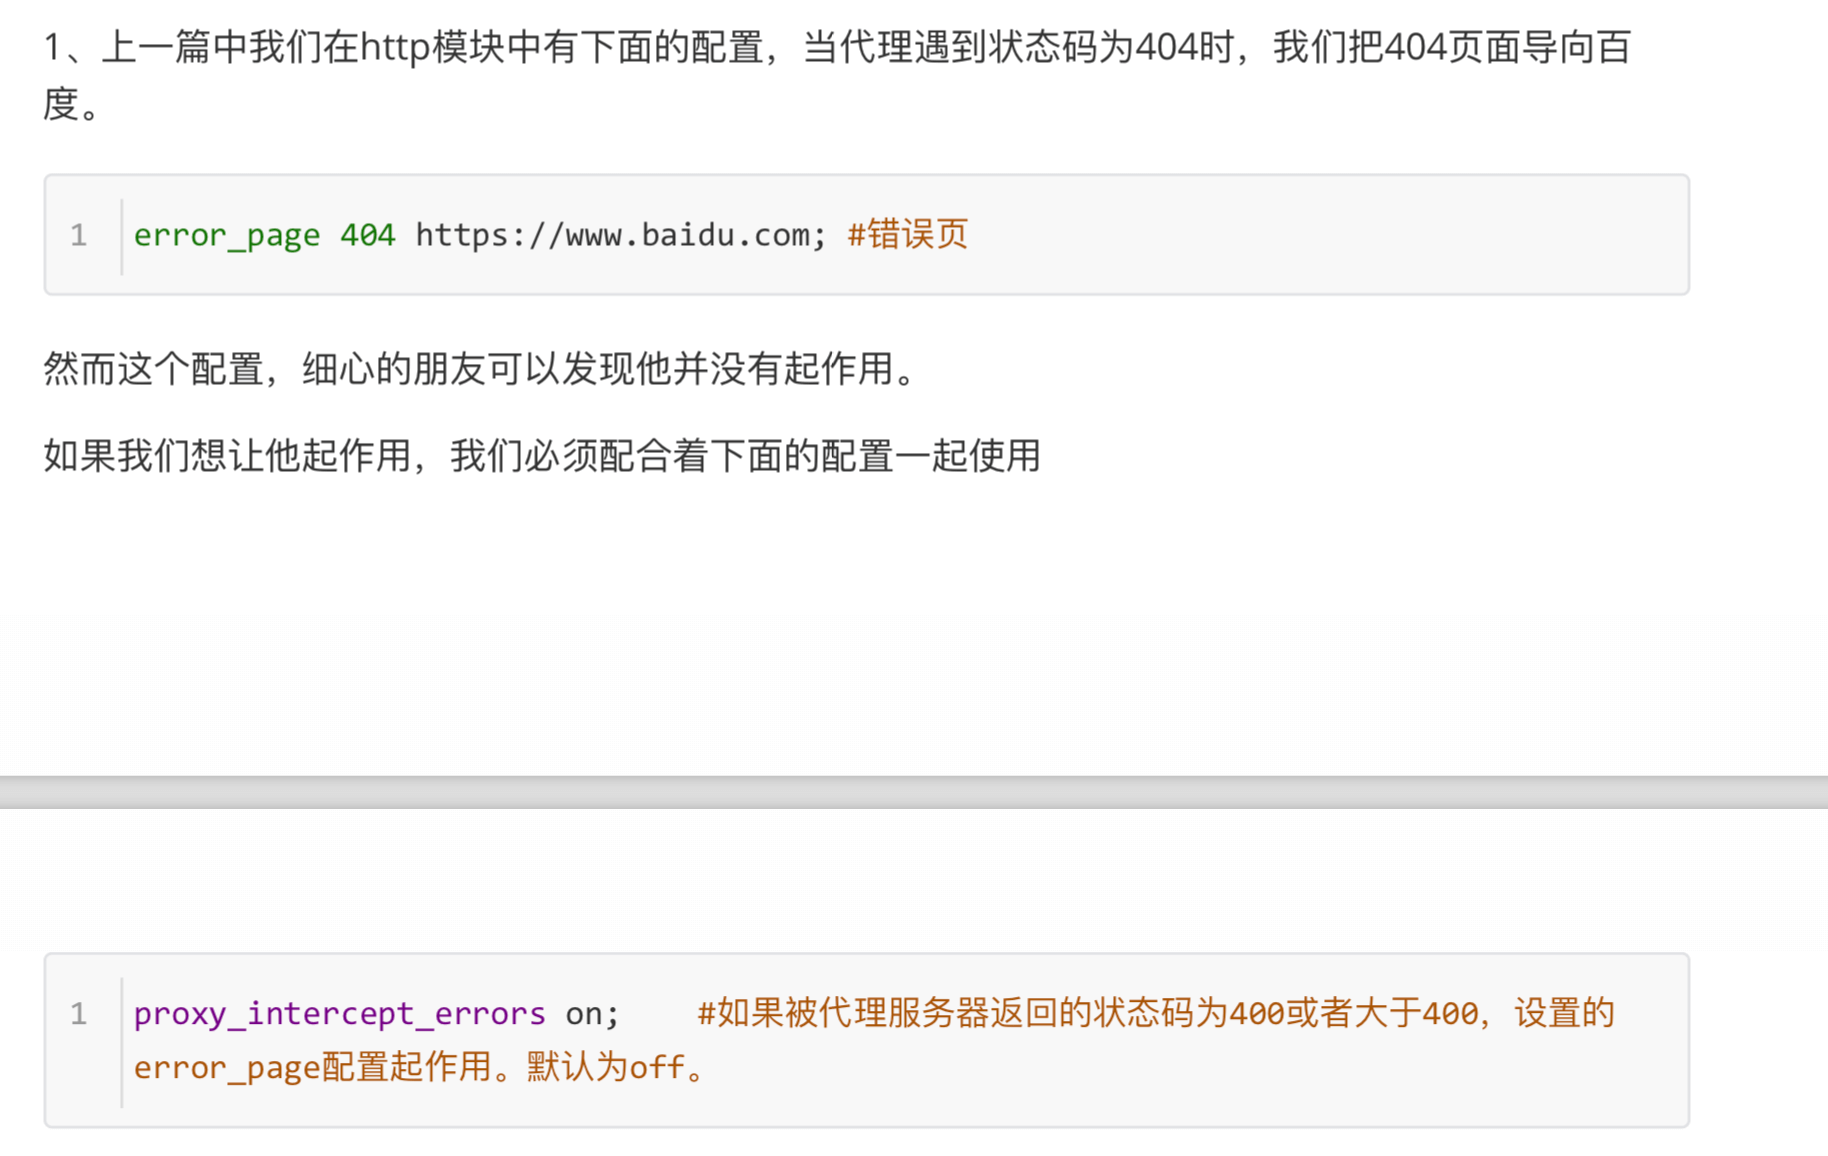 1、上一篇中我们在http模块中有下面的配置，当代理遇到状态码为404时，我们把404页面导向百
度。
1 error_page 404 https://www.baidu.com; #错误页
然而这个配置，细心的朋友可以发现他并没有起作用。
如果我们想让他起作用，我们必须配合着下面的配置一起使用
1 proxy_intercept_errors on;    #如果被代理服务器返回的状态码为400或者大于400，设置的
error_page配置起作用。默认为off。